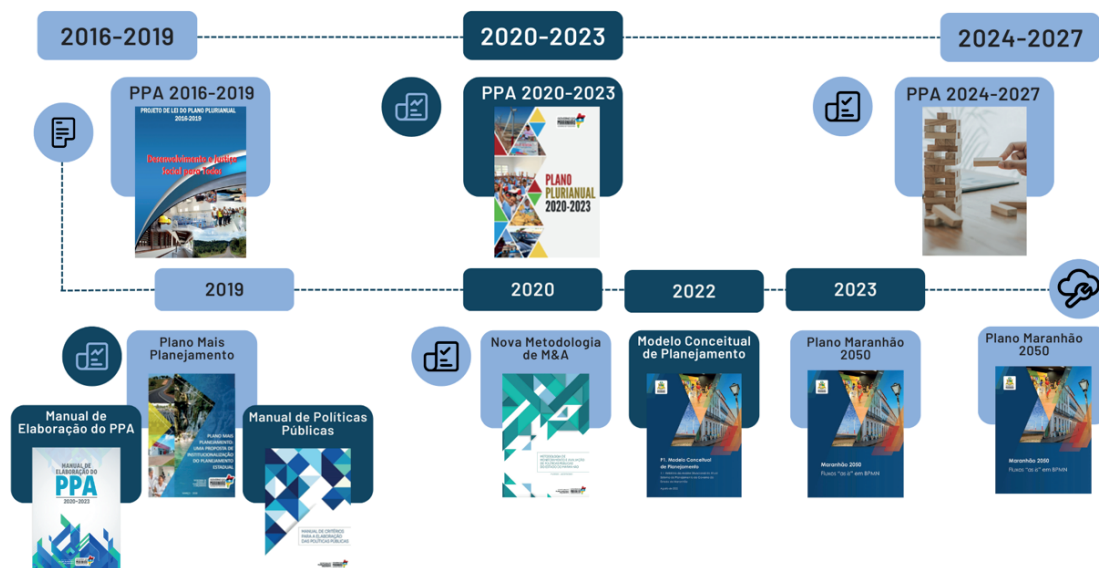 2016-2019
2020-2023
2024-2027
PPA 2016-2019
PROJETO DE LEI DO PLANO PLURIANUAL
2016-2019
Desenvolvimento e Justiça
Social para Todos
PPA 2020-2023
PLANO
PLURIANUAL
2020-2023
PPA 2024-2027
2019
2020
2022
2023
Plano Mais
Planejamento
PLANO MAIS
PLANEJAMENTO:
UMA PROPOSTA DE
INSTITUCIONALIZAÇÃO
DO PLANEJAMENTO
ESTADUAL
Manual de
Elaboração do PPA
MANUAL DE
ELABORAÇÃO DO
PPA
2020-2023
Manual de Políticas
Públicas
MANUAL DE CRITÉRIOS
PARA A ELABORAÇÃO
DAS POLÍTICAS PÚBLICAS
Nova Metodologia
de M&A
Modelo Conceitual
de Planejamento
P1. Modelo Conceitual
de Planejamento
Plano Maranhão
2050
Maranhão 2050
Fluxos "as is" em BPMN
Plano Maranhão
2050
Maranhão 2050
Fluxos "as is" em BPMN